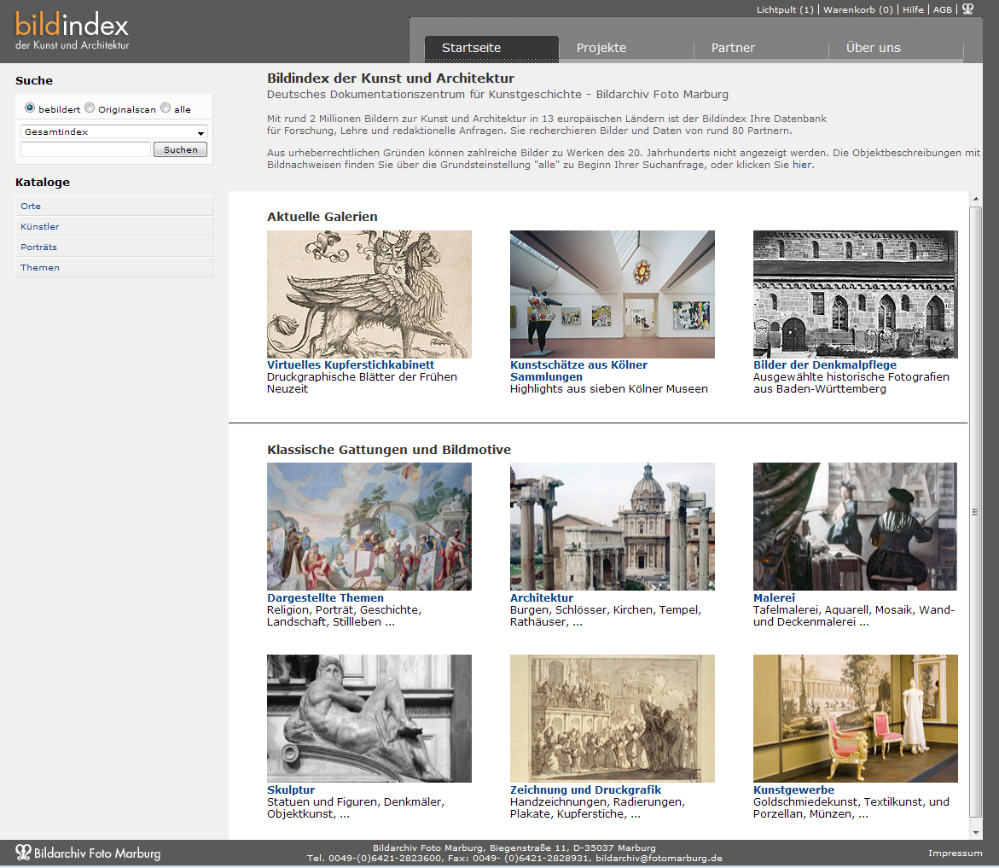 bildindex
der Kunst und Architektur
Lichtpult (1) | Warenkorb (0) | Hilfe | AGB |
Startseite
Projekte
Partner
Über uns
Suche
bebildert Originalscan alle
Gesamtindex
Suchen
Kataloge
Orte
Künstler
Porträts
Themen
Bildindex der Kunst und Architektur
Deutsches Dokumentationszentrum für Kunstgeschichte - Bildarchiv Foto Marburg
Mit rund 2 Millionen Bildern zur Kunst und Architektur in 13 europäischen Ländern ist der Bildindex Ihre Datenbank
für Forschung, Lehre und redaktionelle Anfragen. Sie recherchieren Bilder und Daten von rund 80 Partnern.
Aus urheberrechtlichen Gründen können zahlreiche Bilder zu Werken des 20. Jahrhunderts nicht angezeigt werden. Die Objektbeschreibungen mit
Bildnachweisen finden Sie über die Grundsteinstellung "alle" zu Beginn Ihrer Suchanfrage, oder klicken Sie hier.
Aktuelle Galerien
Virtuelles Kupferstichkabinett
Druckgraphische Blätter der Frühen
Neuzeit
Kunstschätze aus Kölner
Sammlungen
Highlights aus sieben Kölner Museen
Bilder der Denkmalpflege
Ausgewählte historische Fotografien
aus Baden-Württemberg
Klassische Gattungen und Bildmotive
Dargestellte Themen
Religion, Porträt, Geschichte,
Landschaft, Stillleben ...
Architektur
Burgen, Schlösser, Kirchen, Tempel,
Rathäuser, ...
Malerei
Tafelmalerei, Aquarell, Mosaik, Wand-
und Deckenmalerei ...
Skulptur
Statuen und Figuren, Denkmäler,
Objektkunst, ...
Zeichnung und Druckgrafik
Handzeichnungen, Radierungen,
Plakate, Kupferstiche, ...
Kunstgewerbe
Goldschmiedekunst, Textilkunst, und
Porzellan, Münzen, ...
Bildarchiv Foto Marburg
Bildarchiv Foto Marburg, Biegenstraße 11, D-35037 Marburg
Tel. 0049-(0)6421-2823600, Fax: 0049- (0)6421-2828931, bildarchiv@fotomarburg.de
Impressum